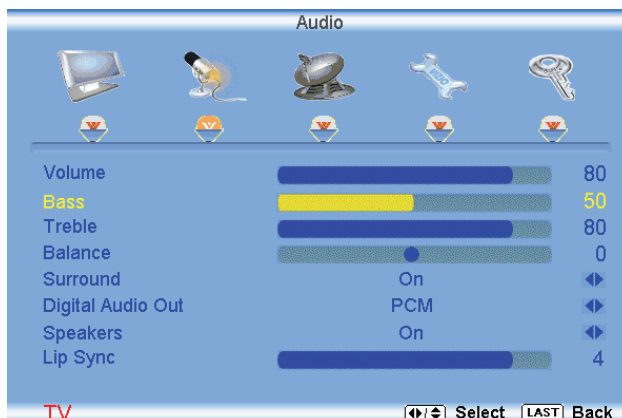 Audio
Volume 80
Bass 50
Treble 80
Balance 0
Surround On
Digital Audio Out PCM
Speakers On
Lip Sync 4
TV Select LAST Back